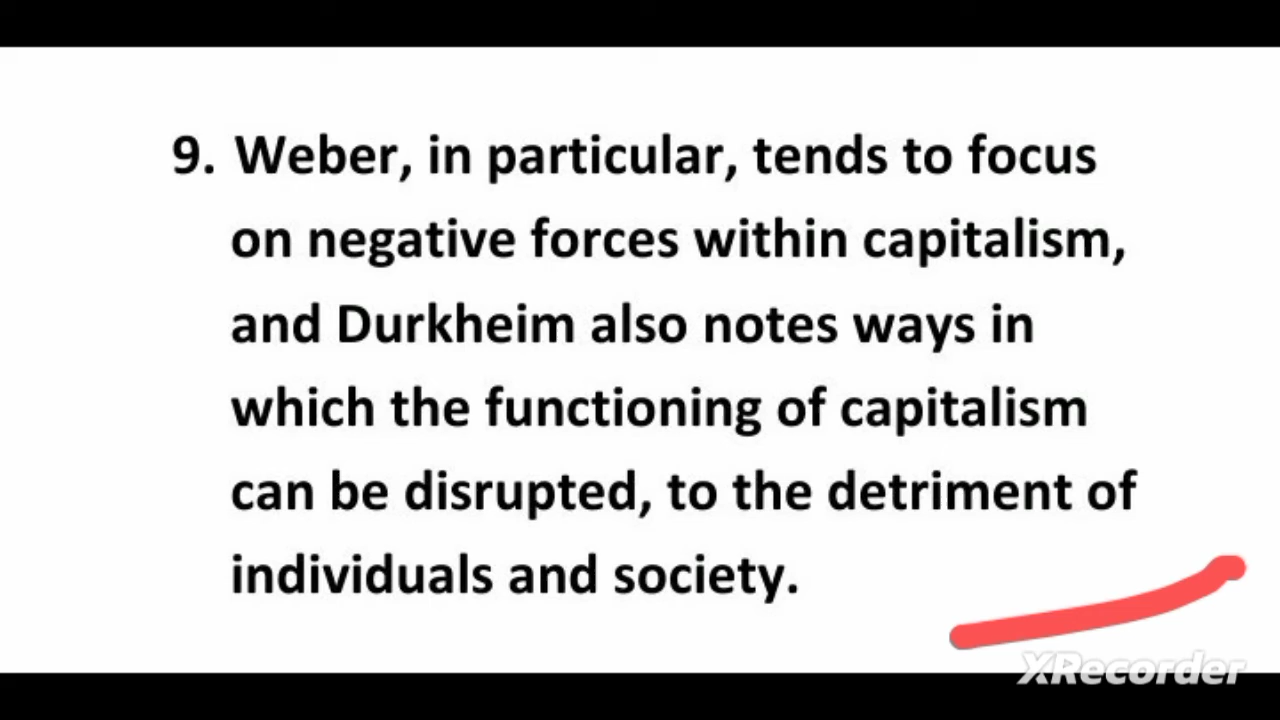 9. Weber, in particular, tends to focus
on negative forces within capitalism,
and Durkheim also notes ways in
which the functioning of capitalism
can be disrupted, to the detriment of
individuals and society.
XRecorder